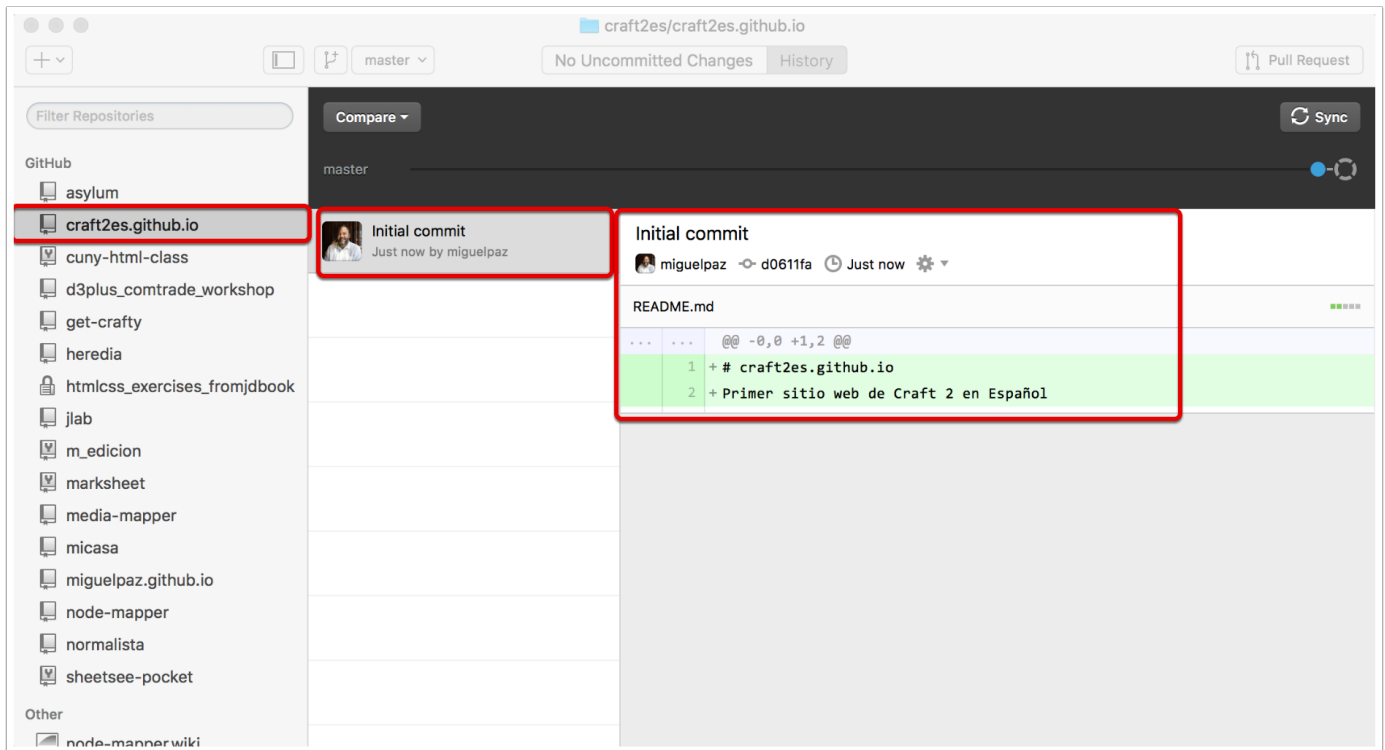 craft2es/craft2es.github.io
master
No Uncommitted Changes
History
Pull Request
Filter Repositories
GitHub
asylum
craft2es.github.io
cuny-html-class
d3plus_comtrade_workshop
get-crafty
heredia
htmlcss_exercises_fromjdbook
jlab
m_edicion
marksheet
media-mapper
micasa
miguelpaz.github.io
node-mapper
normalista
sheetsee-pocket
Other
node-mapper.wiki
Compare
Sync
master
Initial commit
Just now by miguelpaz
Initial commit
miguelpaz d0611fa Just now
README.md
... ... @@ -0,0 +1,2 @@
1 +# craft2es.github.io
2 +Primer sitio web de Craft 2 en Español